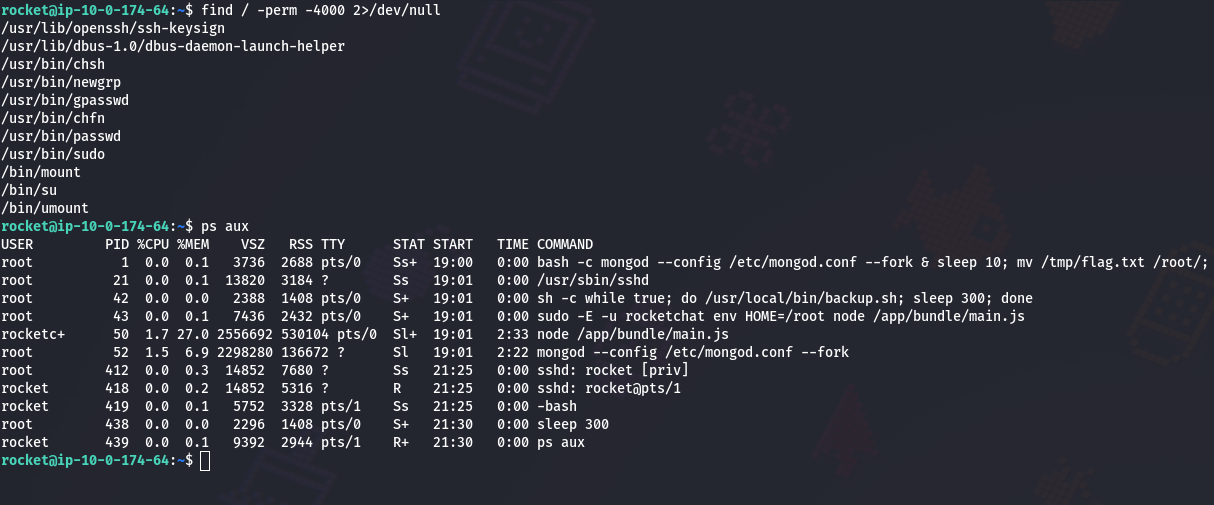 rocket@ip-10-0-174-64:~$ find / -perm -4000 2>/dev/null
/usr/lib/openssh/ssh-keysign
/usr/lib/dbus-1.0/dbus-daemon-launch-helper
/usr/bin/chsh
/usr/bin/newgrp
/usr/bin/gpasswd
/usr/bin/chfn
/usr/bin/passwd
/usr/bin/sudo
/bin/mount
/bin/su
/bin/umount
rocket@ip-10-0-174-64:~$ ps aux
USER       PID %CPU %MEM    VSZ   RSS TTY      STAT START   TIME COMMAND
root         1  0.0  0.1   3736  2688 pts/0    Ss+  19:00   0:00 bash -c mongod --config /etc/mongod.conf --fork & sleep 10; mv /tmp/flag.txt /root/;
root        21  0.0  0.1  13820  3184 ?        Ss   19:01   0:00 /usr/sbin/sshd
root        42  0.0  0.0   2388  1408 pts/0    S+   19:01   0:00 sh -c while true; do /usr/local/bin/backup.sh; sleep 300; done
root        43  0.0  0.1   7436  2432 pts/0    S+   19:01   0:00 sudo -E -u rocketchat env HOME=/root node /app/bundle/main.js
rocketc+    50  1.7 27.0 2556692 530104 pts/0  Sl+  19:01   2:33 node /app/bundle/main.js
root        52  1.5  6.9 2298280 136672 ?      Sl   19:01   2:22 mongod --config /etc/mongod.conf --fork
root       412  0.0  0.3  14852  7680 ?        Ss   21:25   0:00 sshd: rocket [priv]
rocket     418  0.0  0.2  14852  5316 ?        R    21:25   0:00 sshd: rocket@pts/1
rocket     419  0.0  0.1   5752  3328 pts/1    Ss   21:25   0:00 -bash
root       438  0.0  0.0   2296  1408 pts/0    S+   21:30   0:00 sleep 300
rocket     439  0.0  0.1   9392  2944 pts/1    R+   21:30   0:00 ps aux
rocket@ip-10-0-174-64:~$